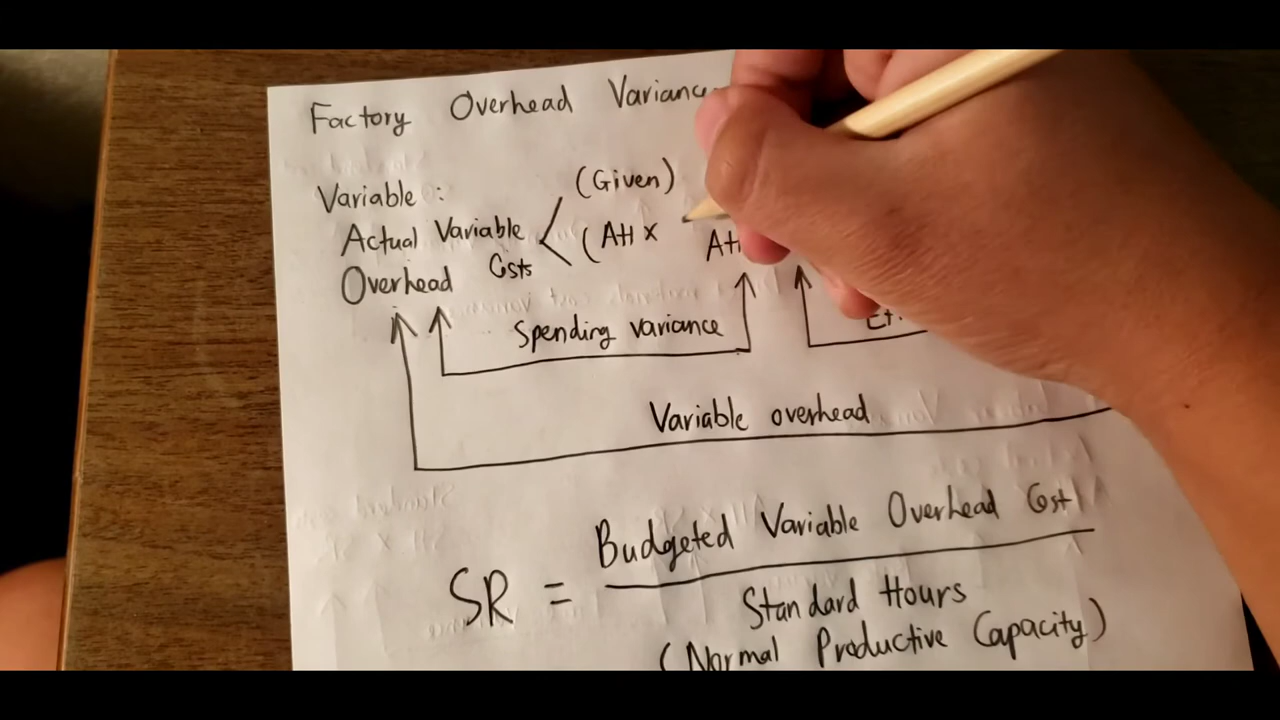 Factory Overhead Varianc
(Given)
Variable :
Actual Variable
(AH x
AH
Overhead Costs
Spending variance
Variable overhead
SR = Budgeted Variable Overhead Cost
Standard Hours
(Normal Productive Capacity)